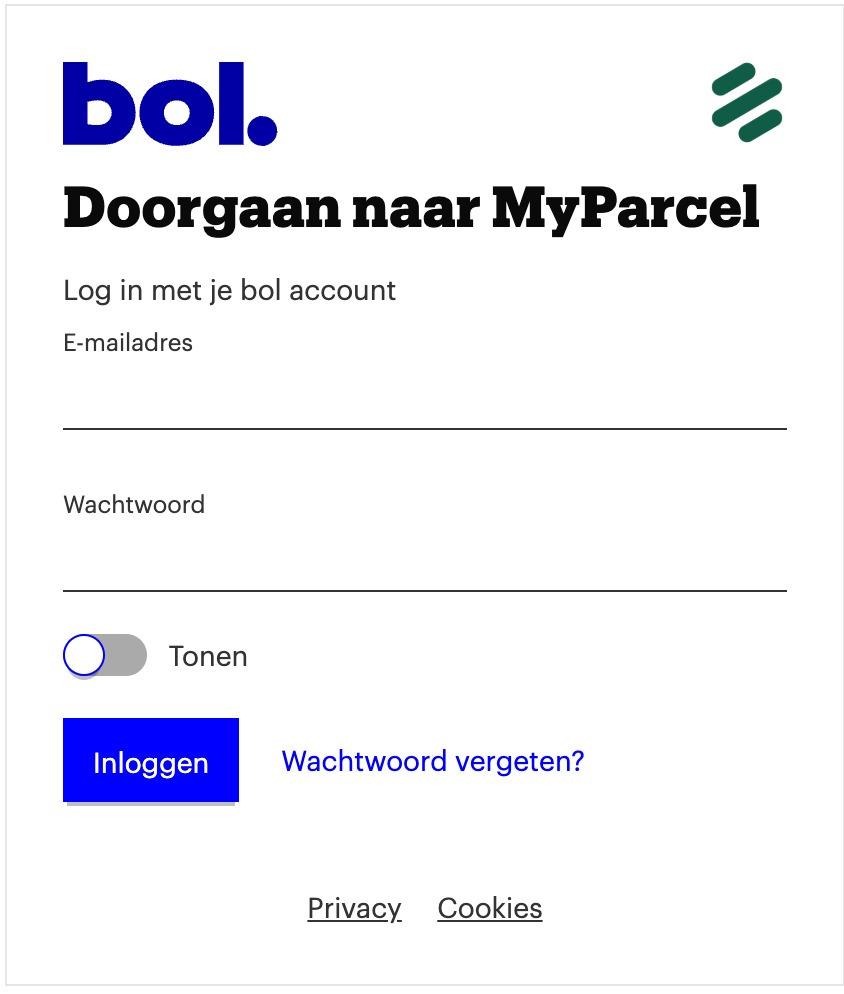 bol.
Doorgaan naar MyParcel
Log in met je bol account
E-mailadres
Wachtwoord
Tonen
Inloggen
Wachtwoord vergeten?
Privacy Cookies